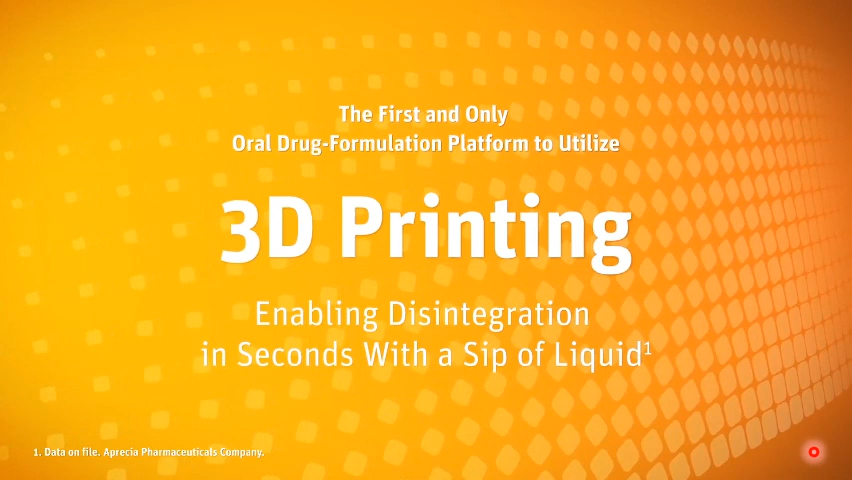 The First and Only
Oral Drug-Formulation Platform to Utilize
3D Printing
Enabling Disintegration
in Seconds With a Sip of Liquid¹
1. Data on file. Aprecia Pharmaceuticals Company.